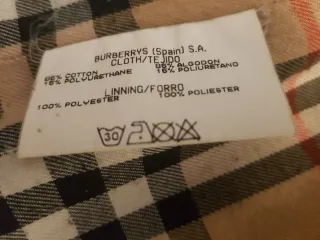 BURBERRYS (Spain) S.A.
CLOTH/TEJIDO
85% COTTON 85% ALGODON
15% POLYURETHANE 15% POLIURETANO
LINNING/FORRO
100% POLYESTER 100% POLIESTER
30